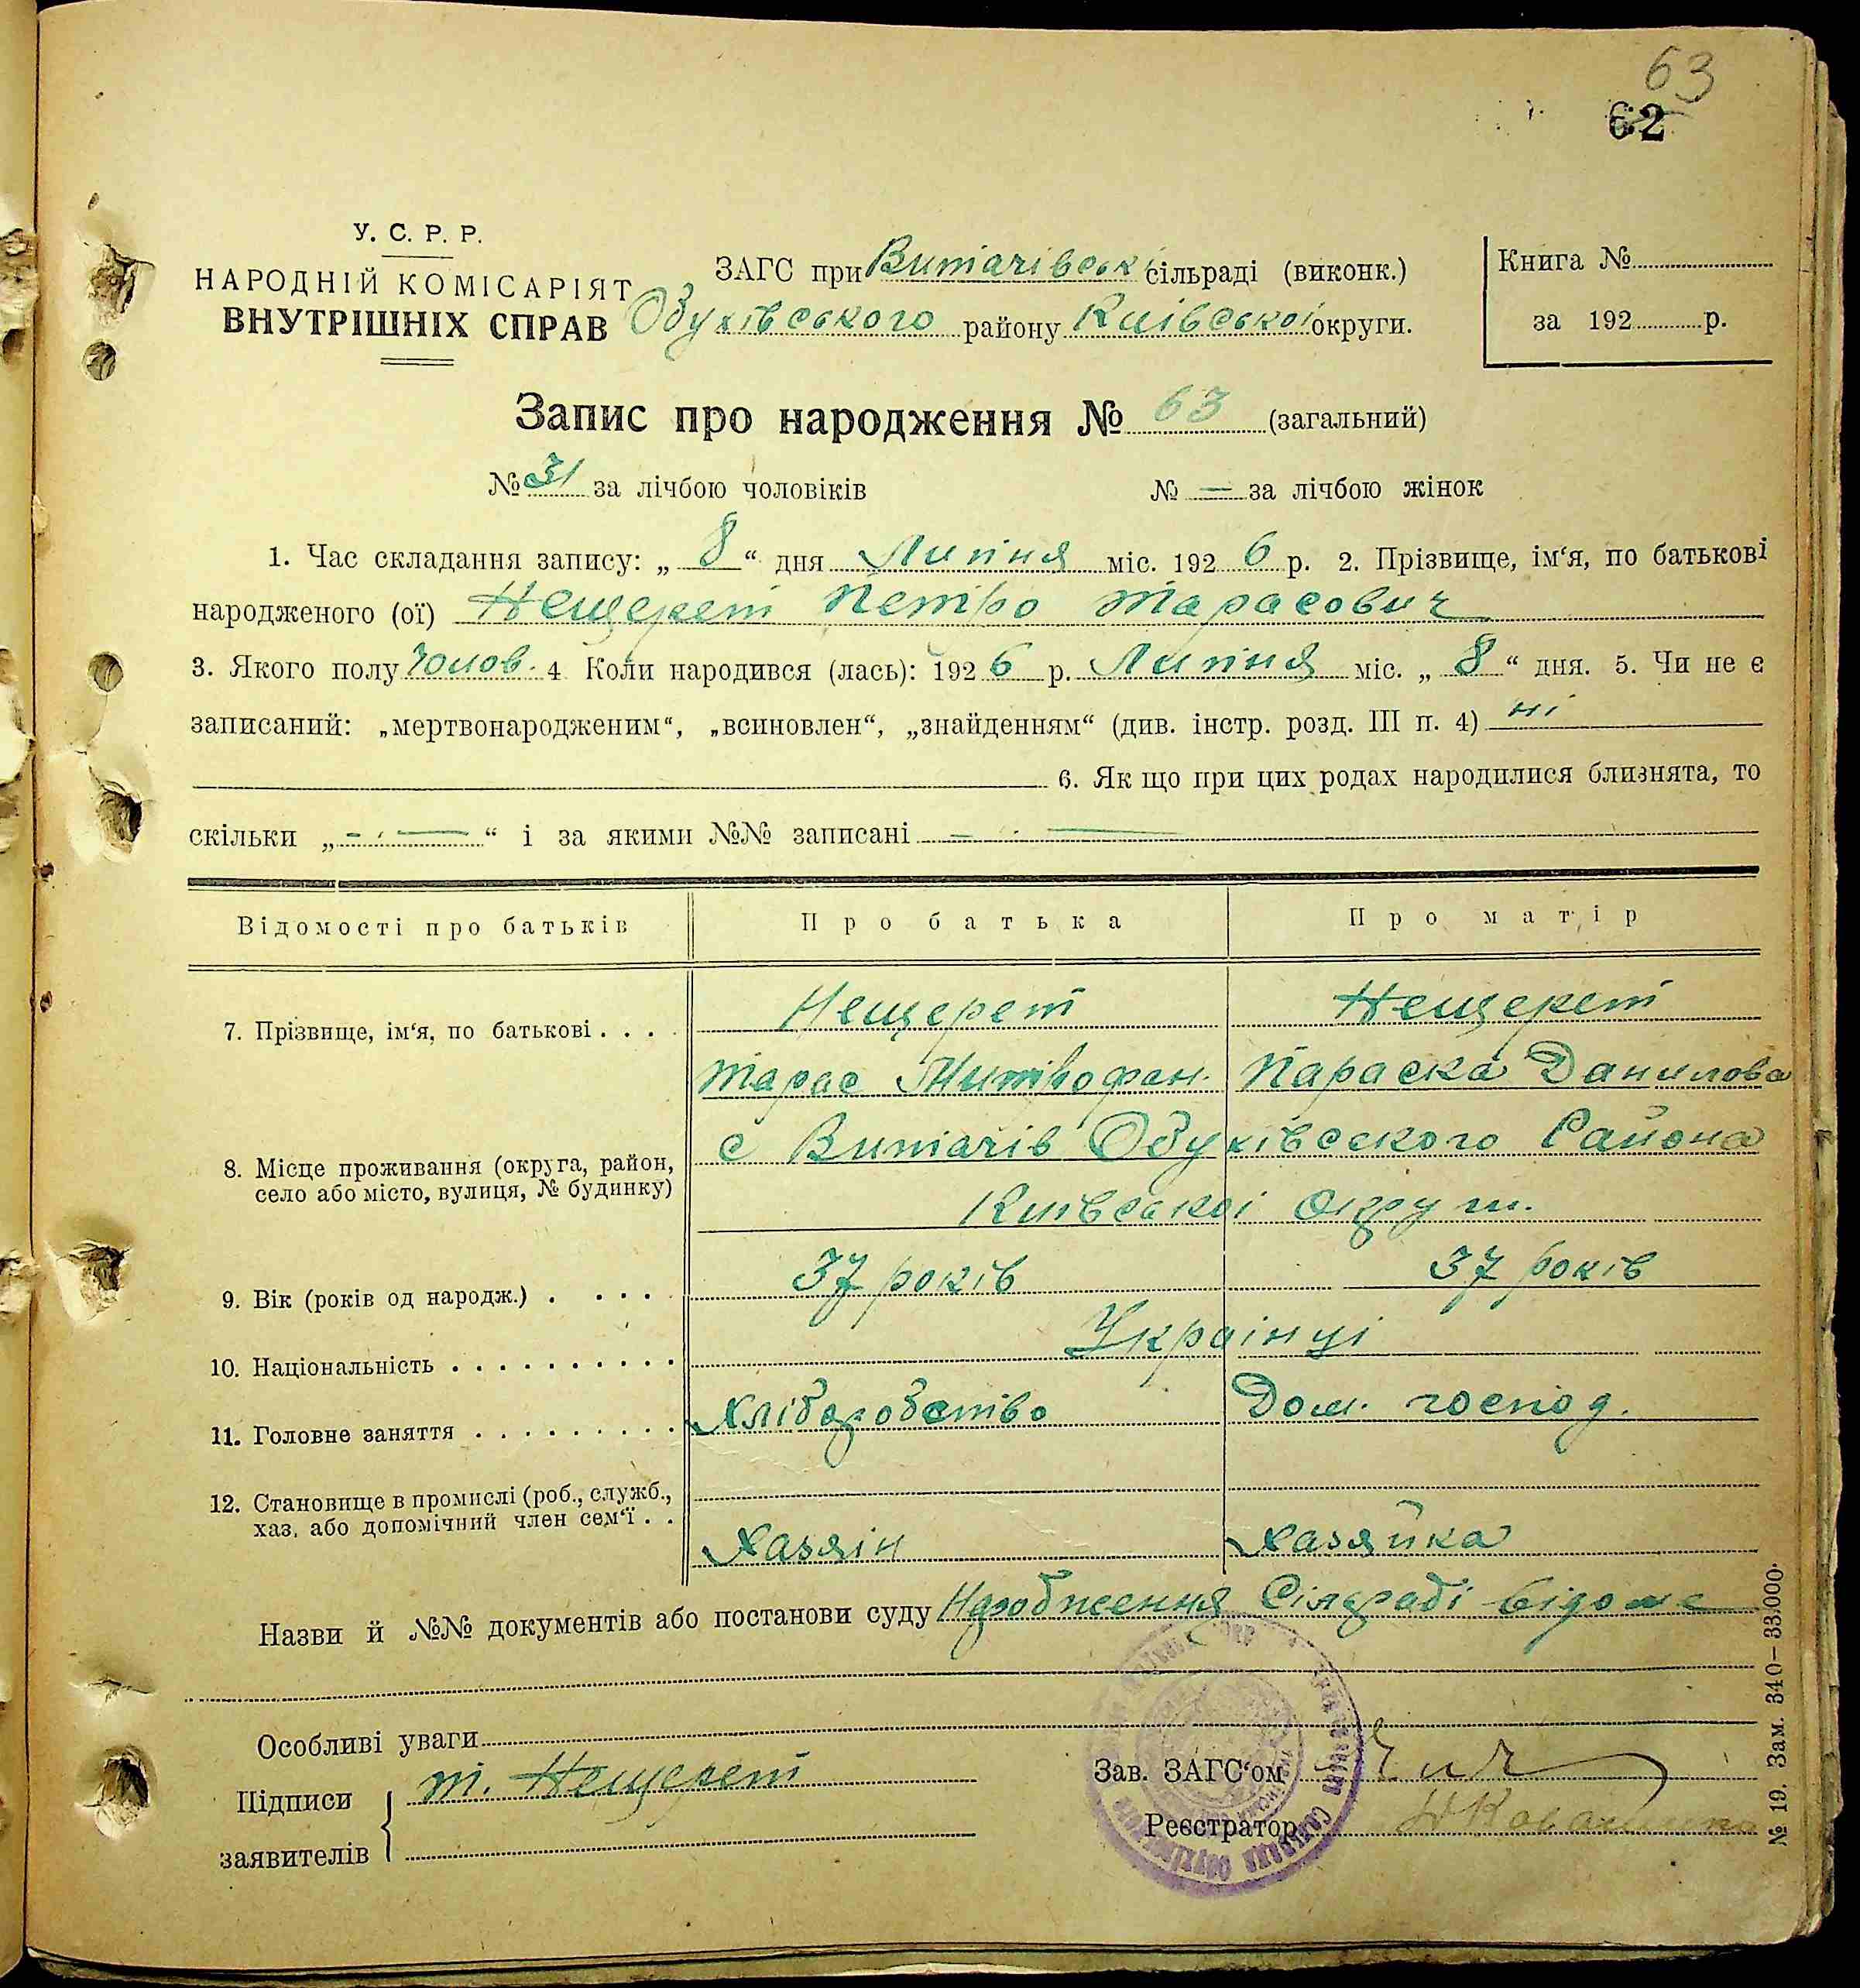 63
62
У. С. Р. Р.
НАРОДНІЙ КОМІСАРІЯТ
ВНУТРІШНІХ СПРАВ
ЗАГС при Витачівськ сільраді (виконк.)
Обухівського району Київської округи.
Книга №
за 192 р.
Запис про народження № 63 (загальний)
№ 31 за лічбою чоловіків № — за лічбою жінок
1. Час складання запису: „ 8 “ дня Липня міс. 192 6 р. 2. Прізвище, ім‘я, по батькові
народженого (ої) Нещерет Петро Тарасович
3. Якого полу Чолов. 4 Коли народився (лась): 192 6 р. Липня міс. „ 8 “ дня. 5. Чи не є
записаний: „мертвонародженим“, „всиновлен“, „знайденням“ (див. інстр. розд. III п. 4) ні
6. Як що при цих родах народилися близнята, то
скільки „ — “ і за якими №№ записані —
Відомості про батьків Про батька Про матір
7. Прізвище, ім‘я, по батькові . . . Нещерет Нещерет
Тарас Митрофан. Параска Данилова
8. Місце проживання (округа, район, с Витачів Обухівського Района
село або місто, вулиця, № будинку) Київської Округи.
9. Вік (років од народж.) . . . . 37 років 37 років
10. Національність . . . . . . . . . . Українці
11. Головне заняття . . . . . . . . . Хліборобство Дом. господ.
12. Становище в промислі (роб., служб.,
хаз. або допомічний член сем‘ї . . Хазяін Хазяйка
Назви й №№ документів або постанови суду Сілраді відоме
Особливі уваги
Підписи Т. Нещерет
заявителів
Зав. ЗАГС‘ом
Реєстратор
№ 19. Зам. 340–33.000.